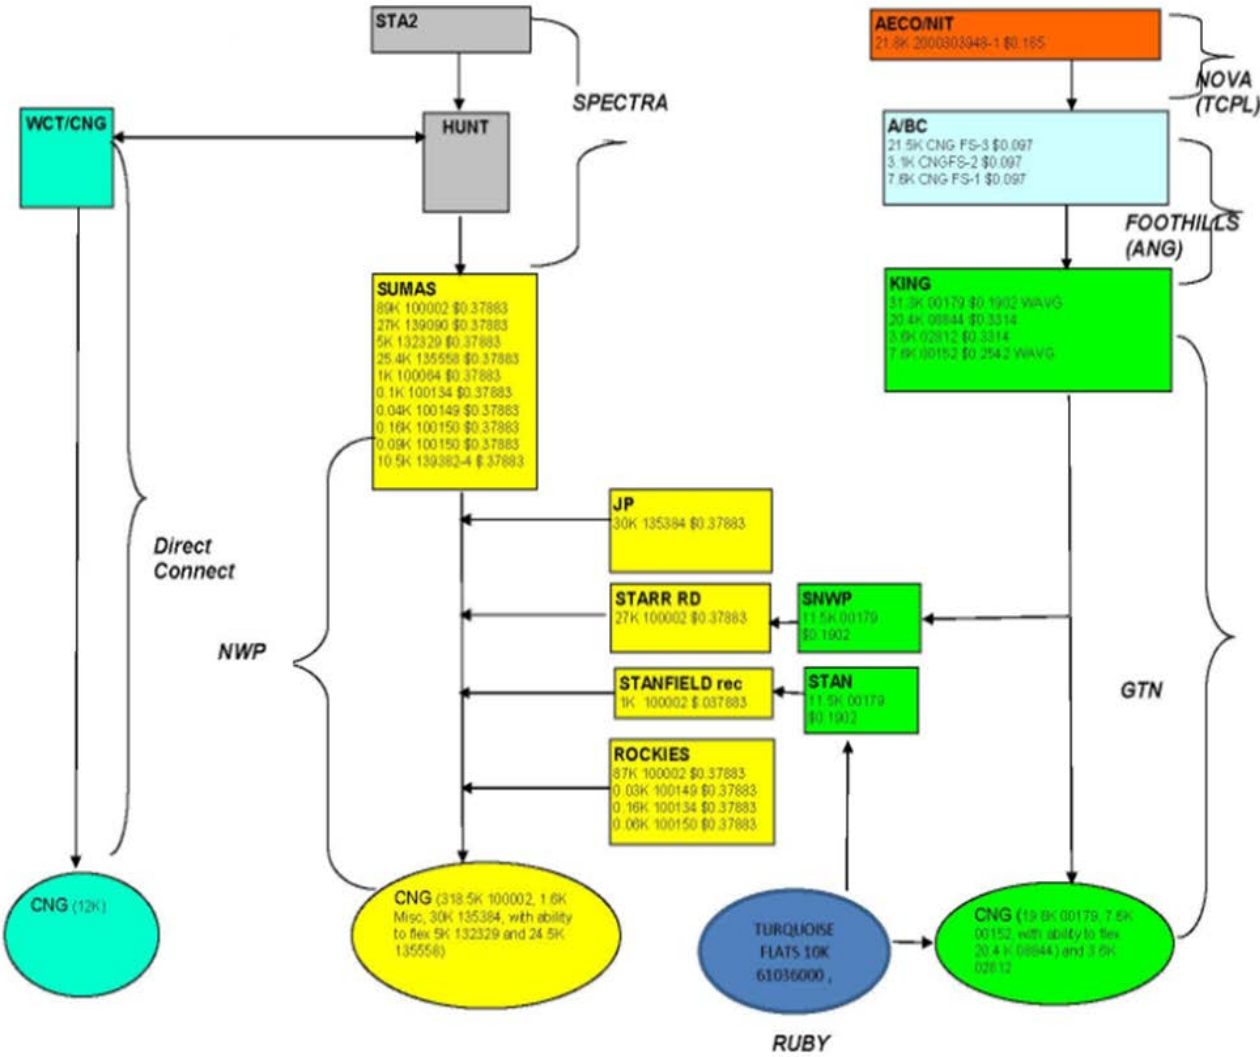 STA2
AECO/NIT
21.8K 2000303948-1 $0.165
SPECTRA
NOVA
(TCPL)
WCT/CNG
HUNT
A/BC
21.5K CNG FS-3 $0.097
3.1K CNGFS-2 $0.097
7.6K CNG FS-1 $0.097
FOOTHILLS
(ANG)
SUMAS
89K 100002 $0.37883
27K 139090 $0.37883
5K 132329 $0.37883
25.4K 135558 $0.37883
1K 100064 $0.37883
0.1K 100134 $0.37883
0.04K 100149 $0.37883
0.16K 100150 $0.37883
0.09K 100150 $0.37883
10.5K 139382-4 $.37883
KING
31.3K 00179 $0.1902 WAVG
20.4K 08844 $0.3314
3.6K 02812 $0.3314
7.6K 00152 $0.2542 WAVG
JP
30K 135384 $0.37883
Direct
Connect
STARR RD
27K 100002 $0.37883
SNWP
11.5K 00179
$0.1902
NWP
STANFIELD rec
1K 100002 $.037883
STAN
11.5K 00179
$0.1902
GTN
ROCKIES
87K 100002 $0.37883
0.03K 100149 $0.37883
0.16K 100134 $0.37883
0.06K 100150 $0.37883
CNG (12K)
CNG (318.5K 100002, 1.6K
Misc, 30K 135384, with ability
to flex 5K 132329 and 24.5K
135558)
TURQUOISE
FLATS 10K
61036000 ,
CNG (19.8K 00179, 7.6K
00152, with ability to flex
20.4 K 08844) and 3.6K
02812
RUBY